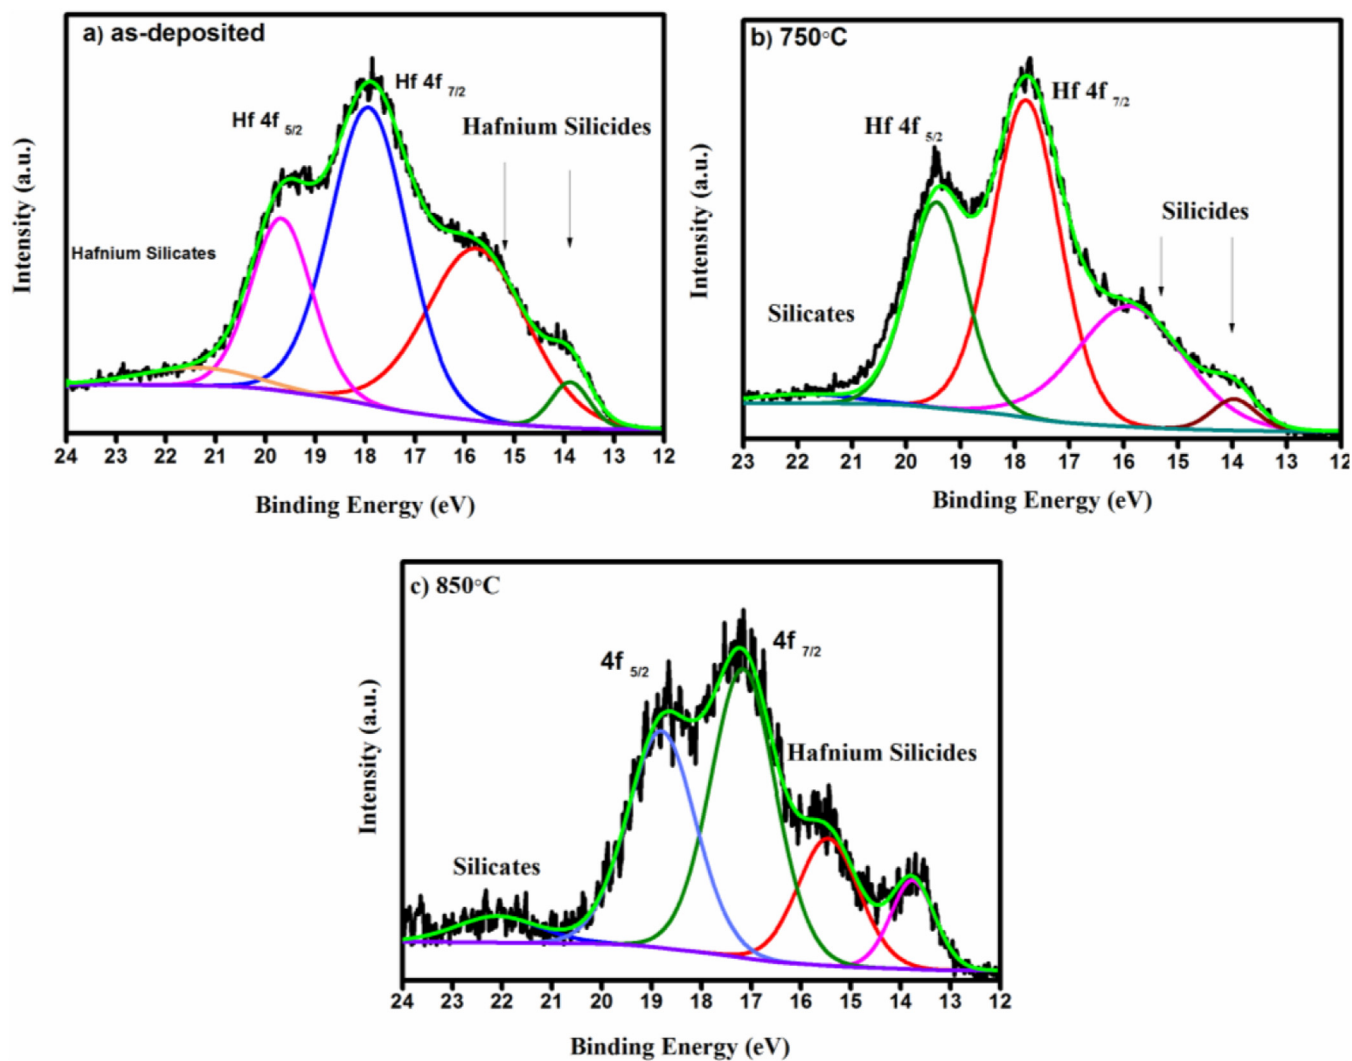 a) as-deposited
Hf 4f 7/2
Hf 4f 5/2
Hafnium Silicides
Hafnium Silicates
Intensity (a.u.)
24 23 22 21 20 19 18 17 16 15 14 13 12
Binding Energy (eV)
b) 750°C
Hf 4f 7/2
Hf 4f 5/2
Silicides
Silicates
Intensity (a.u.)
23 22 21 20 19 18 17 16 15 14 13 12
Binding Energy (eV)
c) 850°C
4f 7/2
4f 5/2
Hafnium Silicides
Silicates
Intensity (a.u.)
24 23 22 21 20 19 18 17 16 15 14 13 12
Binding Energy (eV)